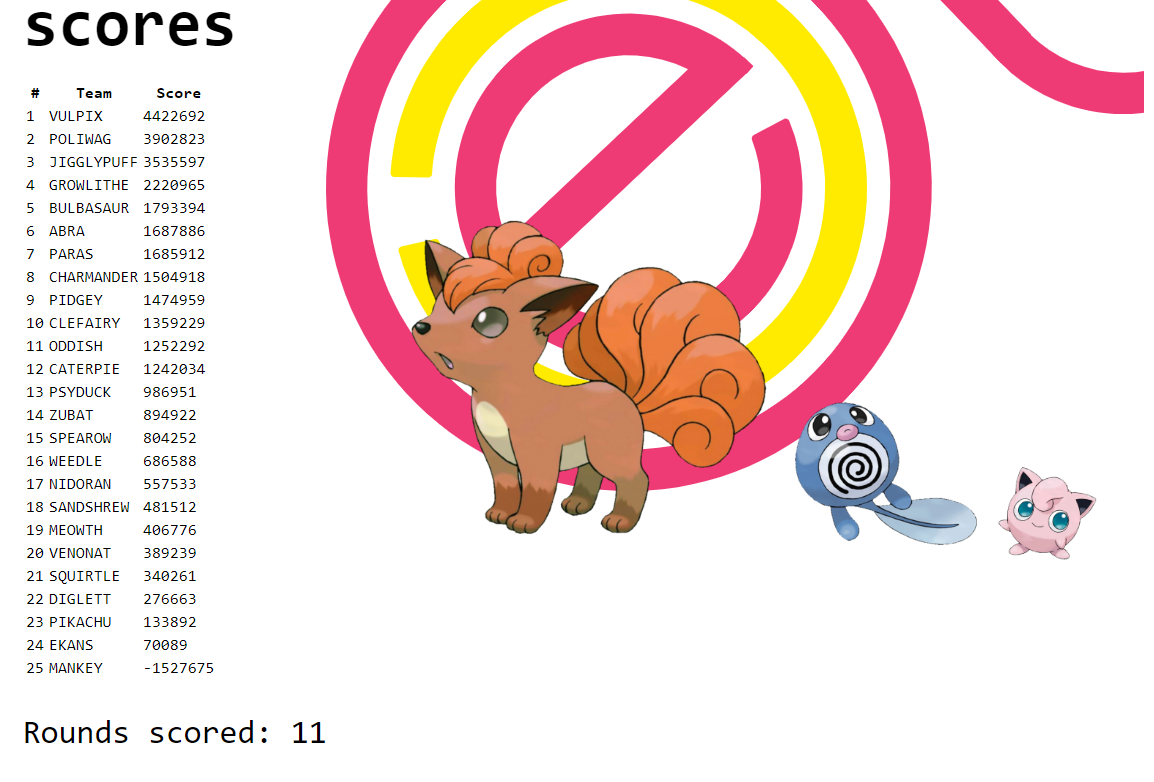 scores
# Team Score
1 VULPIX 4422692
2 POLIWAG 3902823
3 JIGGLYPUFF 3535597
4 GROWLITHE 2220965
5 BULBASAUR 1793394
6 ABRA 1687886
7 PARAS 1685912
8 CHARMANDER 1504918
9 PIDGEY 1474959
10 CLEFAIRY 1359229
11 ODDISH 1252292
12 CATERPIE 1242034
13 PSYDUCK 986951
14 ZUBAT 894922
15 SPEAROW 804252
16 WEEDLE 686588
17 NIDORAN 557533
18 SANDSHREW 481512
19 MEOWTH 406776
20 VENONAT 389239
21 SQUIRTLE 340261
22 DIGLETT 276663
23 PIKACHU 133892
24 EKANS 70089
25 MANKEY -1527675
Rounds scored: 11